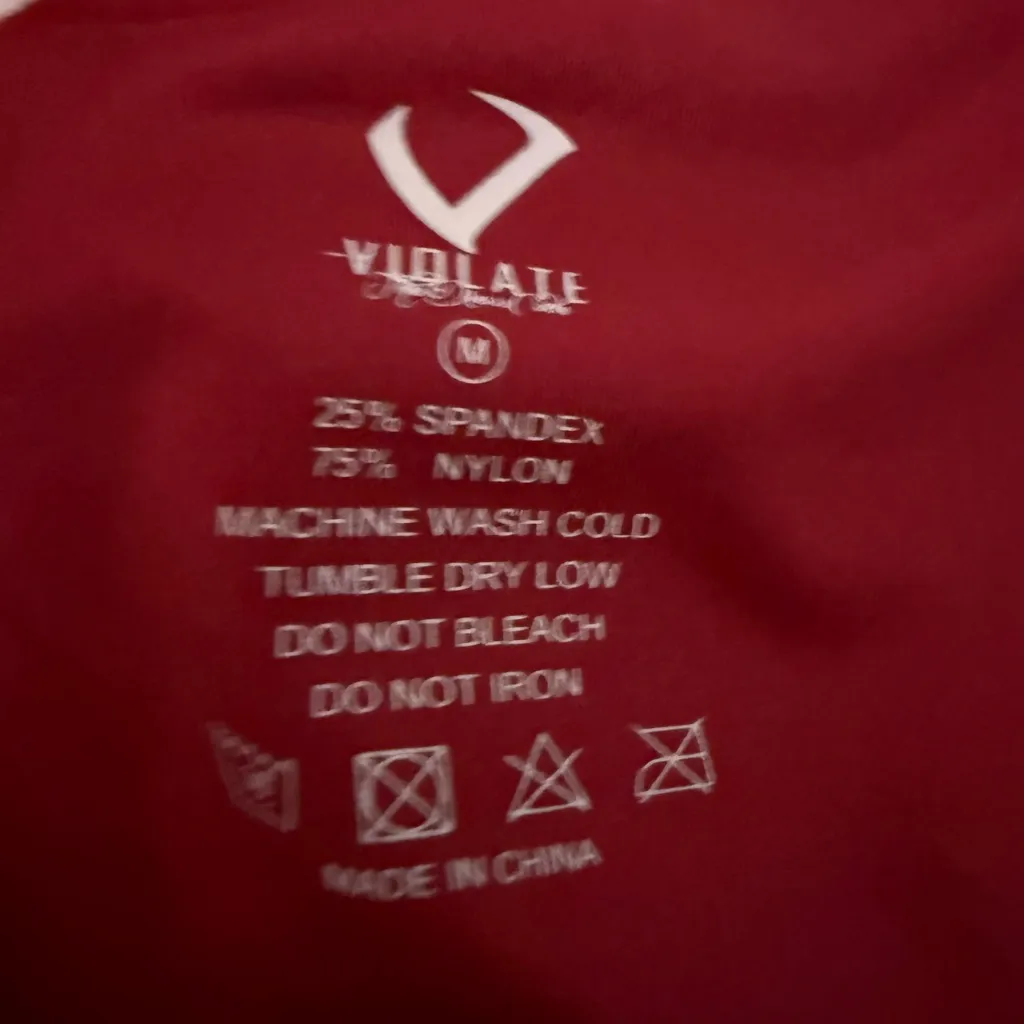 VIOLATE
M
25% SPANDEX
75% NYLON
MACHINE WASH COLD
TUMBLE DRY LOW
DO NOT BLEACH
DO NOT IRON
MADE IN CHINA